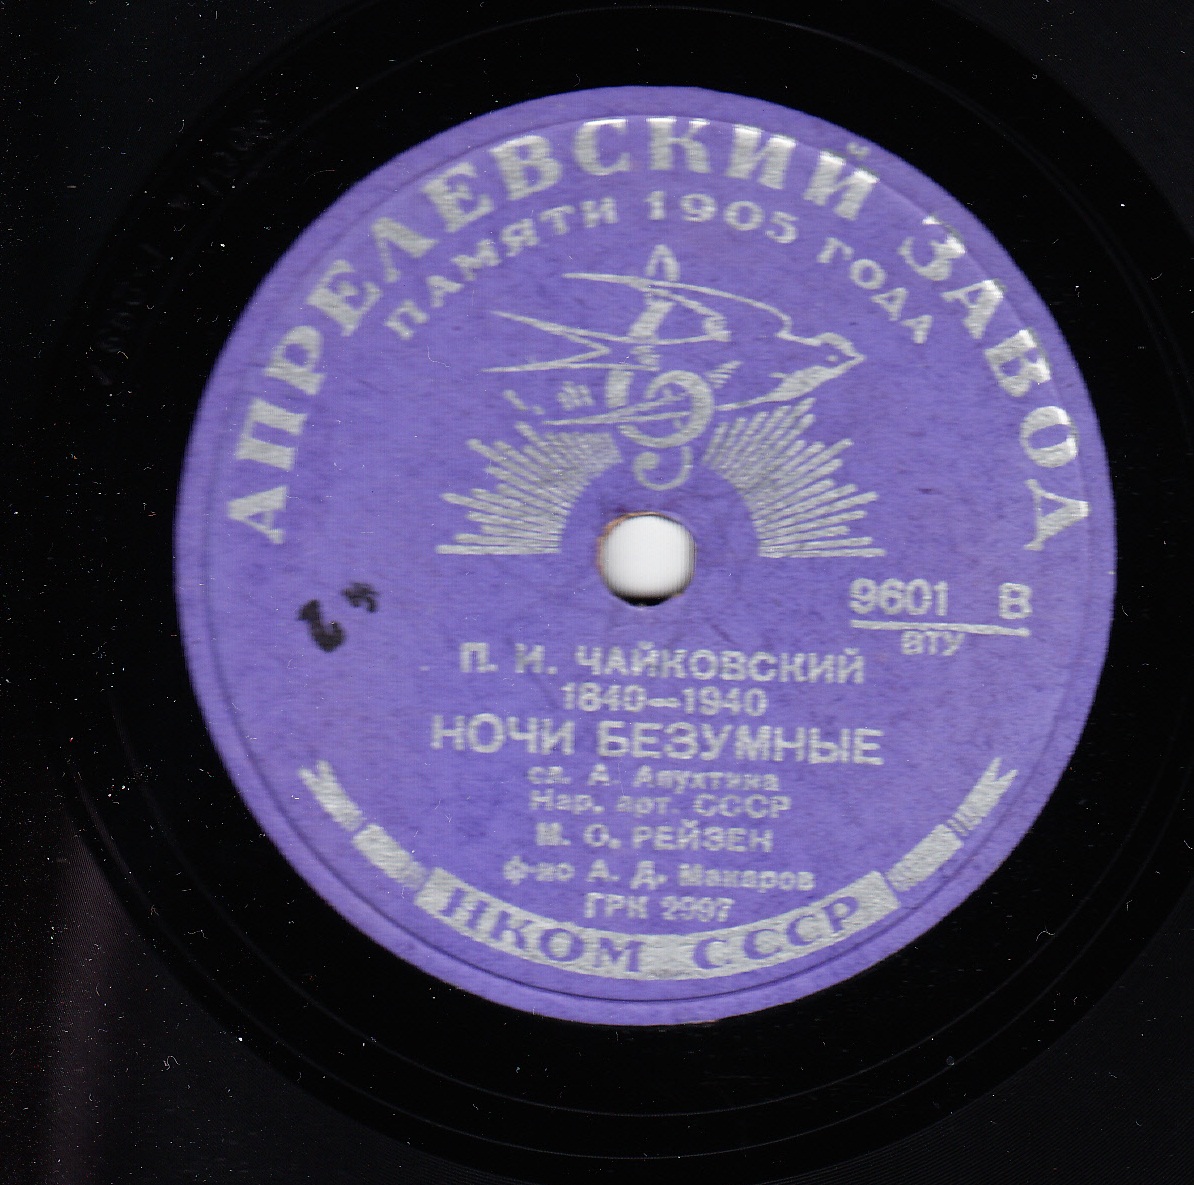 АПРЕЛЕВСКИЙ ЗАВОД
ПАМЯТИ 1905 ГОДА
9601 В
ВТУ
П. И. ЧАЙКОВСКИЙ
1840—1940
НОЧИ БЕЗУМНЫЕ
сл. А. Апухтина
Нар. арт. СССР
М. О. РЕЙЗЕН
ф-но А. Д. Макаров
ГРК 2997
НКОМ СССР